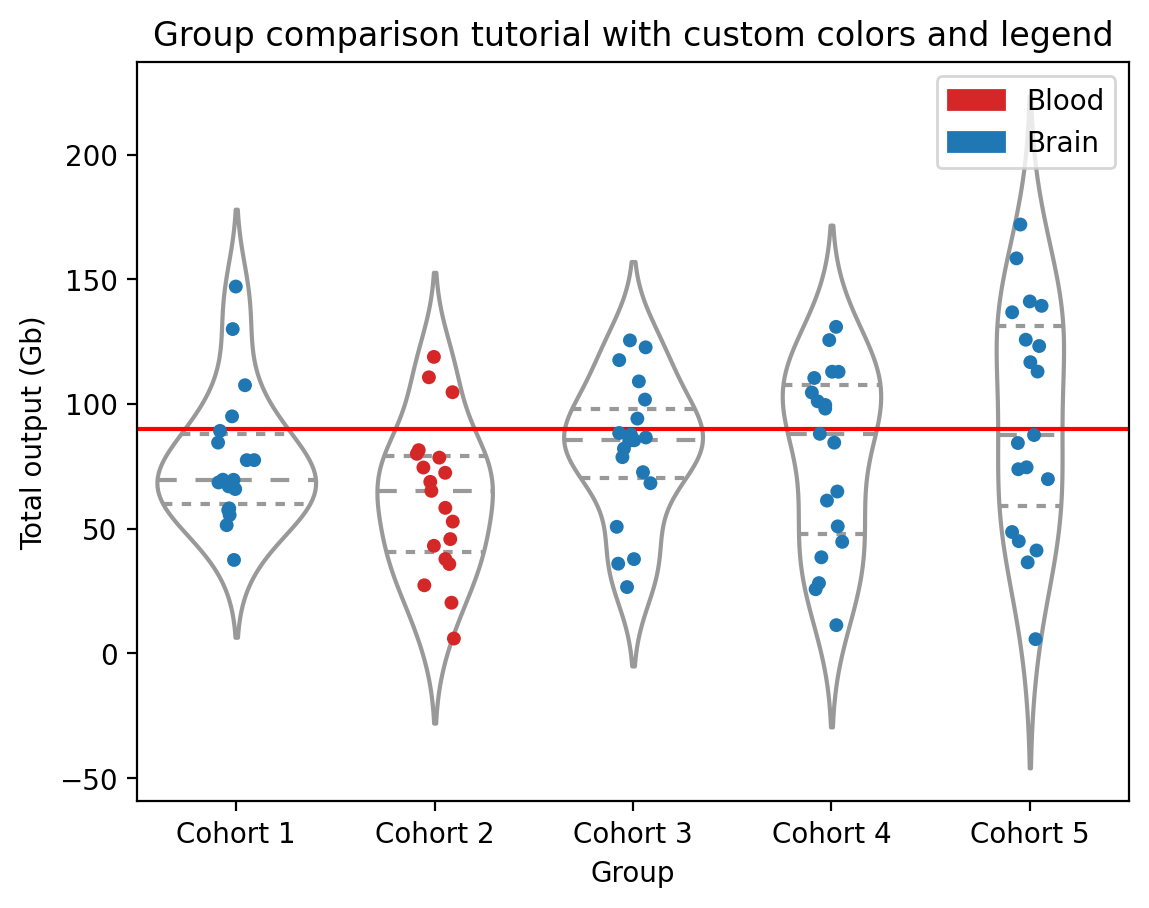 Group comparison tutorial with custom colors and legend
Blood
Brain
200
150
100
50
0
−50
Total output (Gb)
Cohort 1
Cohort 2
Cohort 3
Cohort 4
Cohort 5
Group